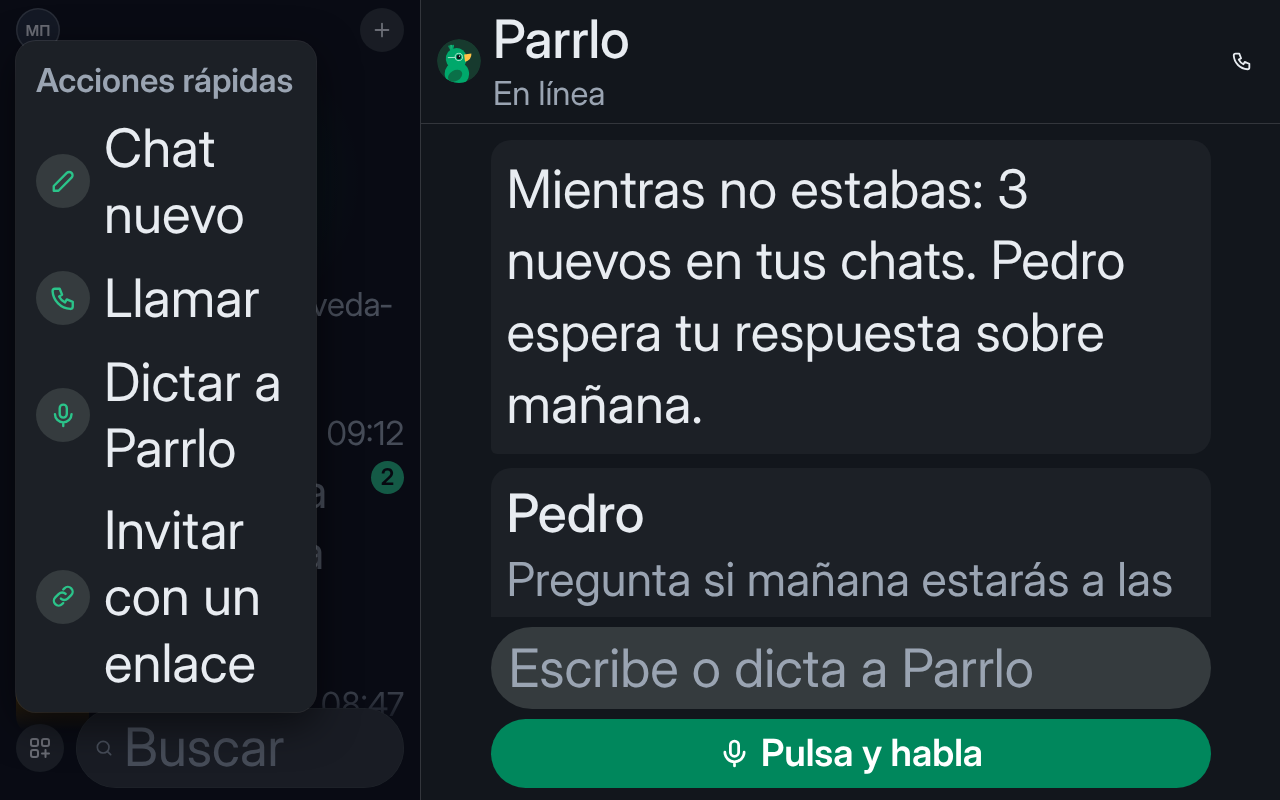 МП
Acciones rápidas
Chat
nuevo
Llamar
Dictar a
Parrlo
Invitar
con un
enlace
veda-
09:12
2
a
a
08:47
Buscar
Parrlo
En línea
Mientras no estabas: 3
nuevos en tus chats. Pedro
espera tu respuesta sobre
mañana.
Pedro
Pregunta si mañana estarás a las
Escribe o dicta a Parrlo
Pulsa y habla